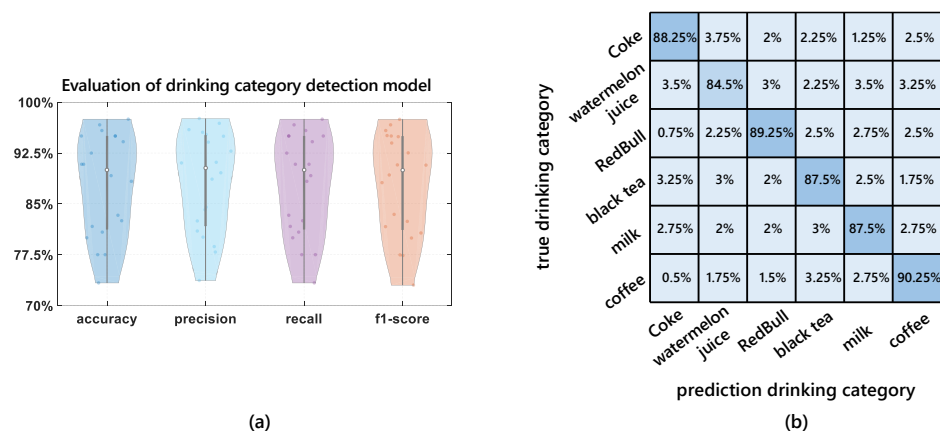 Evaluation of drinking category detection model
100%
92.5%
85%
77.5%
70%
accuracy precision recall f1-score
(a)
true drinking category
Coke 88.25% 3.75% 2% 2.25% 1.25% 2.5%
watermelon
juice 3.5% 84.5% 3% 2.25% 3.5% 3.25%
RedBull 0.75% 2.25% 89.25% 2.5% 2.75% 2.5%
black tea 3.25% 3% 2% 87.5% 2.5% 1.75%
milk 2.75% 2% 2% 3% 87.5% 2.75%
coffee 0.5% 1.75% 1.5% 3.25% 2.75% 90.25%
Coke watermelon
juice RedBull black tea milk coffee
prediction drinking category
(b)